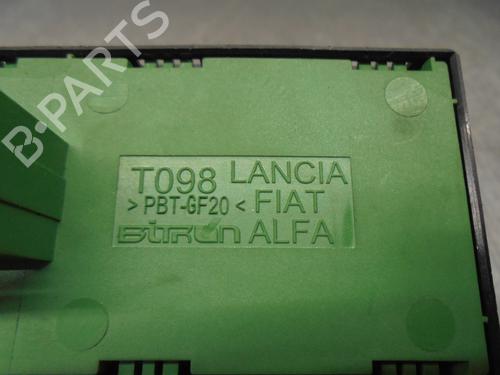 B-PARTS
T098 LANCIA
>PBT-GF20< FIAT
BITRON ALFA